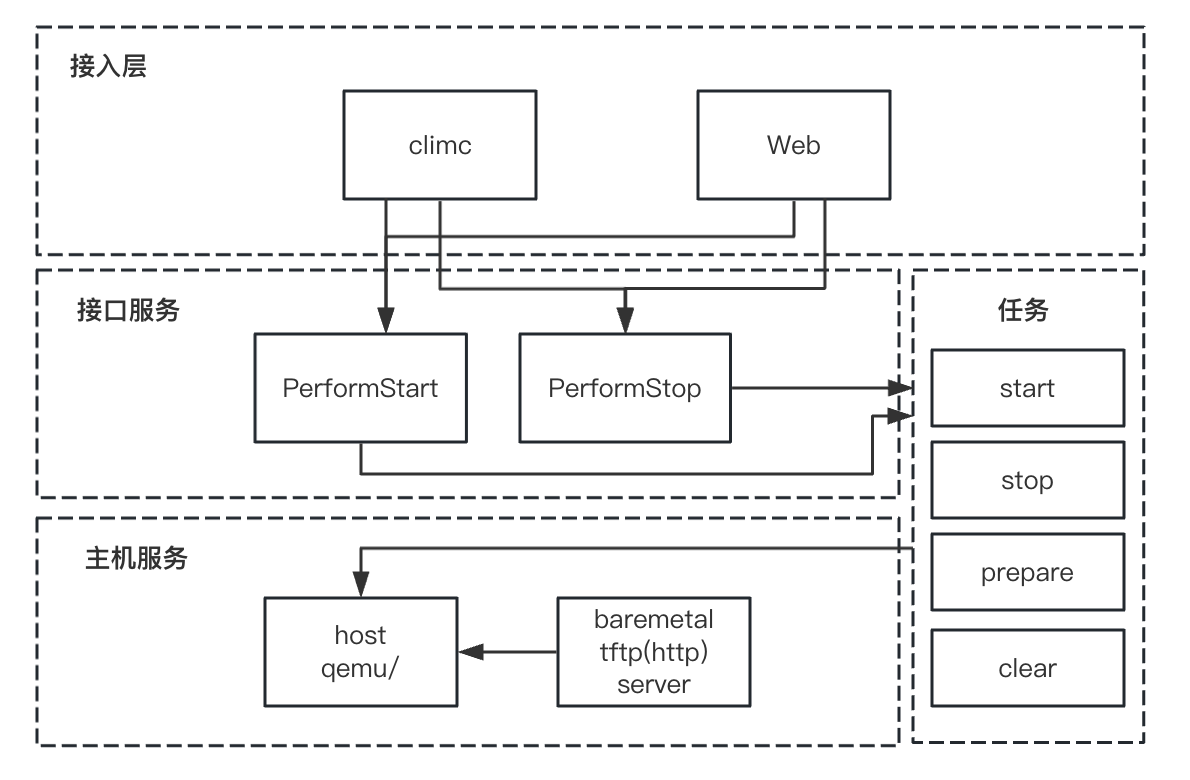 接入层
climc
Web
接口服务
PerformStart
PerformStop
任务
start
stop
prepare
clear
主机服务
host
qemu/
baremetal
tftp(http)
server